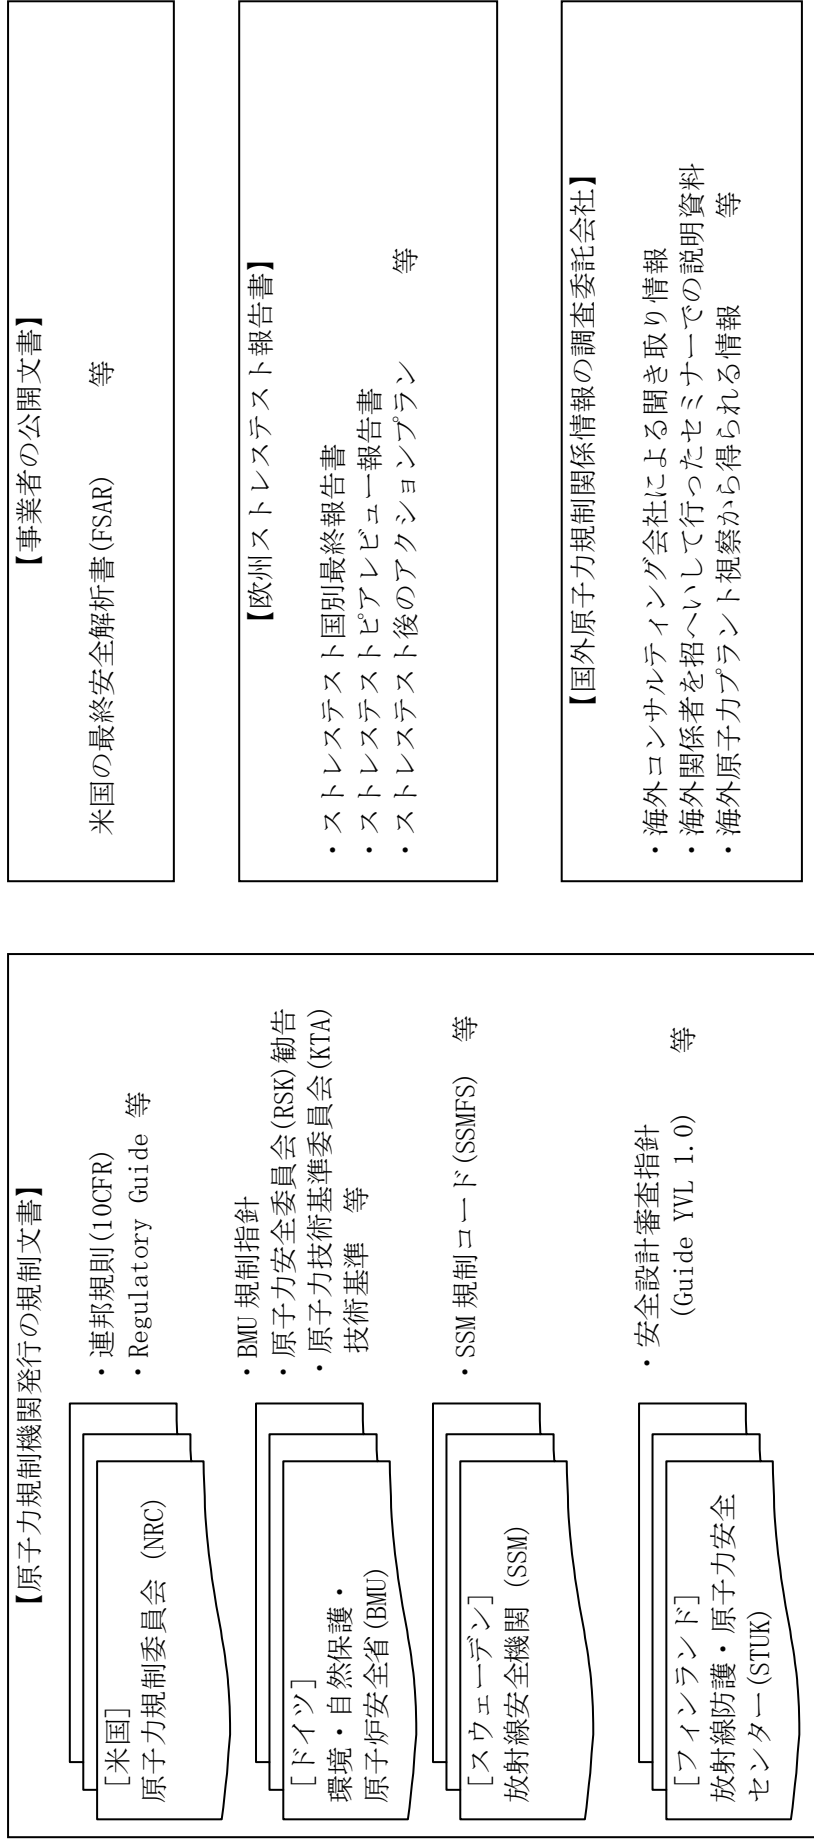 【原子力規制機関発行の規制文書】
[米国]
原子力規制委員会 (NRC)
・連邦規則(10CFR)
・Regulatory Guide 等
[ドイツ]
環境・自然保護・
原子炉安全省(BMU)
・BMU 規制指針
・原子力安全委員会(RSK)勧告
・原子力技術基準委員会(KTA)
技術基準 等
[スウェーデン]
放射線安全機関 (SSM)
・SSM 規制コード(SSMFS) 等
[フィンランド]
放射線防護・原子力安全
センター(STUK)
・安全設計審査指針
(Guide YVL 1.0) 等
【事業者の公開文書】
米国の最終安全解析書(FSAR) 等
【欧州ストレステスト報告書】
・ストレステスト国別最終報告書
・ストレステストピアレビュー報告書
・ストレステスト後のアクションプラン 等
【国外原子力規制関係情報の調査委託会社】
・海外コンサルティング会社による聞き取り情報
・海外関係者を招へいして行ったセミナーでの説明資料
・海外原子力プラント視察から得られる情報 等